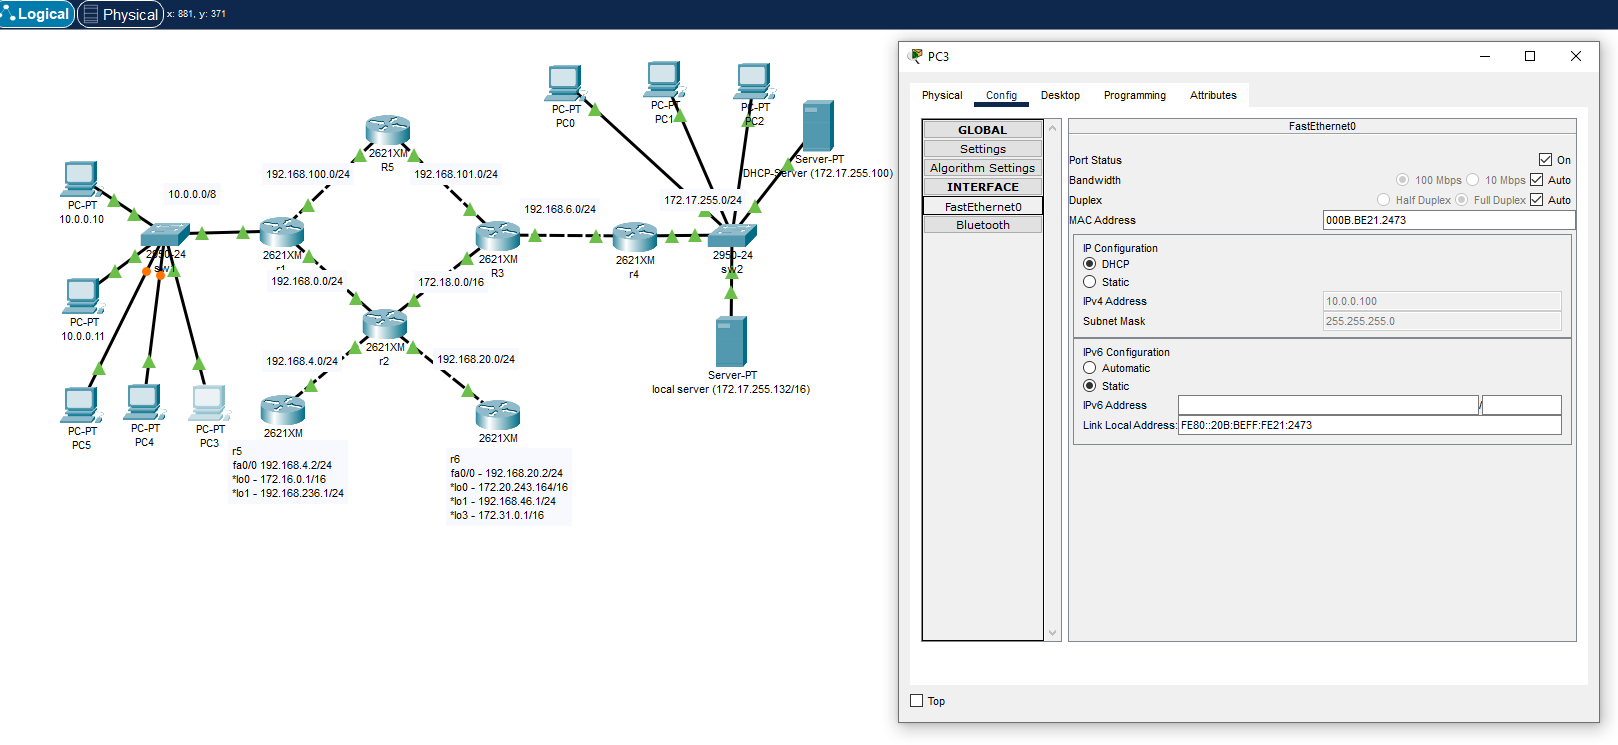 Logical
Physical
x: 881, y: 371
PC-PT
10.0.0.10
10.0.0.0/8
2950-24
sw1
PC-PT
10.0.0.11
PC-PT
PC5
PC-PT
PC4
PC-PT
PC3
192.168.100.0/24
2621XM
R5
192.168.101.0/24
2621XM
r1
192.168.0.0/24
2621XM
R3
172.18.0.0/16
2621XM
r2
192.168.4.0/24
192.168.20.0/24
2621XM
r5
fa0/0 192.168.4.2/24
*lo0 - 172.16.0.1/16
*lo1 - 192.168.236.1/24
2621XM
r6
fa0/0 - 192.168.20.2/24
*lo0 - 172.20.243.164/16
*lo1 - 192.168.46.1/24
*lo3 - 172.31.0.1/16
192.168.6.0/24
2621XM
r4
PC-PT
PC0
PC-PT
PC1
PC-PT
PC2
Server-PT
DHCP-Server (172.17.255.100)
172.17.255.0/24
2950-24
sw2
Server-PT
local server (172.17.255.132/16)
PC3
Physical
Config
Desktop
Programming
Attributes
GLOBAL
Settings
Algorithm Settings
INTERFACE
FastEthernet0
Bluetooth
FastEthernet0
Port Status
On
Bandwidth
100 Mbps
10 Mbps
Auto
Duplex
Half Duplex
Full Duplex
Auto
MAC Address
000B.BE21.2473
IP Configuration
DHCP
Static
IPv4 Address
10.0.0.100
Subnet Mask
255.255.255.0
IPv6 Configuration
Automatic
Static
IPv6 Address
/
Link Local Address:
FE80::20B:BEFF:FE21:2473
Top